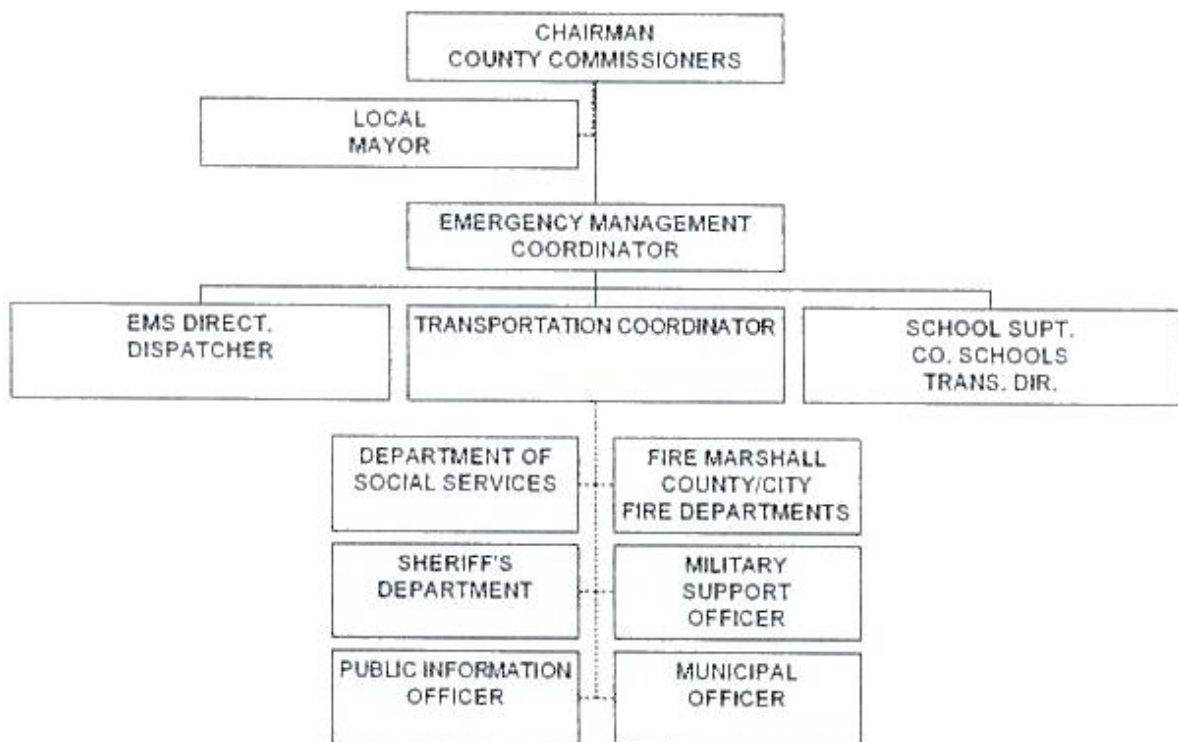 CHAIRMAN
COUNTY COMMISSIONERS
LOCAL
MAYOR
EMERGENCY MANAGEMENT
COORDINATOR
EMS DIRECT.
DISPATCHER
TRANSPORTATION COORDINATOR
SCHOOL SUPT.
CO. SCHOOLS
TRANS. DIR.
DEPARTMENT OF
SOCIAL SERVICES
FIRE MARSHALL
COUNTY/CITY
FIRE DEPARTMENTS
SHERIFF'S
DEPARTMENT
MILITARY
SUPPORT
OFFICER
PUBLIC INFORMATION
OFFICER
MUNICIPAL
OFFICER